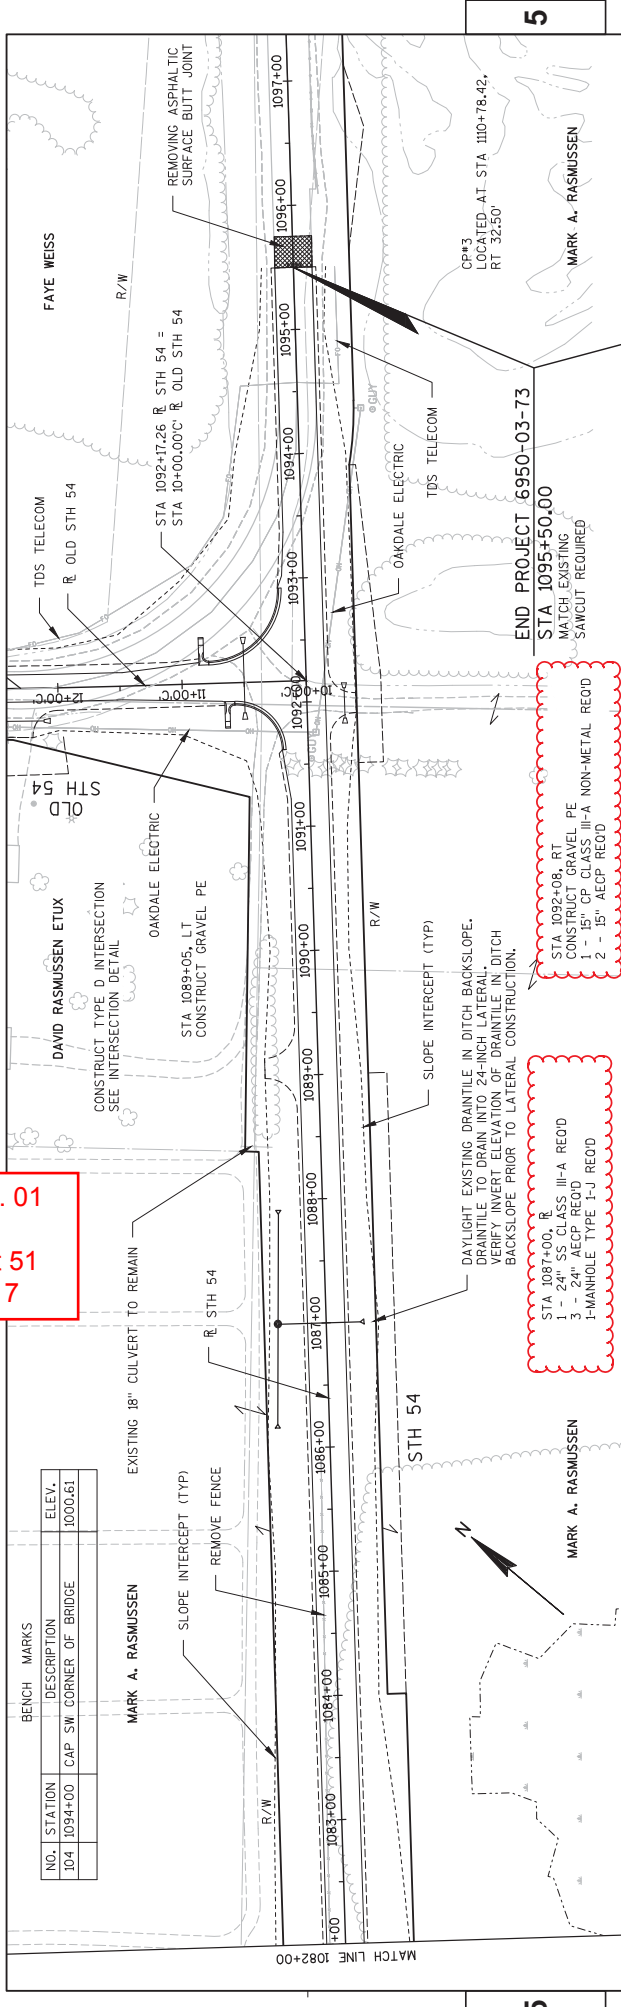 5
BENCH MARKS
NO. STATION DESCRIPTION ELEV.
104 1094+00 CAP SW CORNER OF BRIDGE 1000.61
. 01
51
7
MARK A. RASMUSSEN
EXISTING 18" CULVERT TO REMAIN
SLOPE INTERCEPT (TYP)
REMOVE FENCE
R/W
STH 54
DAVID RASMUSSEN ETUX
CONSTRUCT TYPE D INTERSECTION
SEE INTERSECTION DETAIL
OAKDALE ELECTRIC
STA 1089+05, LT
CONSTRUCT GRAVEL PE
OLD
STH 54
TDS TELECOM
OLD STH 54
STA 1092+17.26 STH 54 =
STA 10+00.00'C' OLD STH 54
FAYE WEISS
R/W
REMOVING ASPHALTIC
SURFACE BUTT JOINT
12+00'C'
11+00'C'
10+00'C'
MATCH LINE 1082+00
+00
1083+00
1084+00
1085+00
1086+00
1087+00
1088+00
1089+00
1090+00
1091+00
1092+00
1093+00
1094+00
1095+00
1096+00
1097+00
GUY
GUY
OAKDALE ELECTRIC
TDS TELECOM
R/W
SLOPE INTERCEPT (TYP)
STH 54
DAYLIGHT EXISTING DRAINTILE IN DITCH BACKSLOPE.
DRAINTILE TO DRAIN INTO 24-INCH LATERAL.
VERIFY INVERT ELEVATION OF DRAINTILE IN DITCH
BACKSLOPE PRIOR TO LATERAL CONSTRUCTION.
CP#3
LOCATED AT STA 1110+78.42,
RT 32.50'
MARK A. RASMUSSEN
END PROJECT 6950-03-73
STA 1095+50.00
MATCH EXISTING
SAWCUT REQUIRED
STA 1092+08, RT
CONSTRUCT GRAVEL PE
1 - 15" CP CLASS III-A NON-METAL REQ'D
2 - 15" AECP REQ'D
STA 1087+00, R
1 - 24" SS CLASS III-A REQ'D
3 - 24" AECP REQ'D
1-MANHOLE TYPE 1-J REQ'D
MARK A. RASMUSSEN
N
5